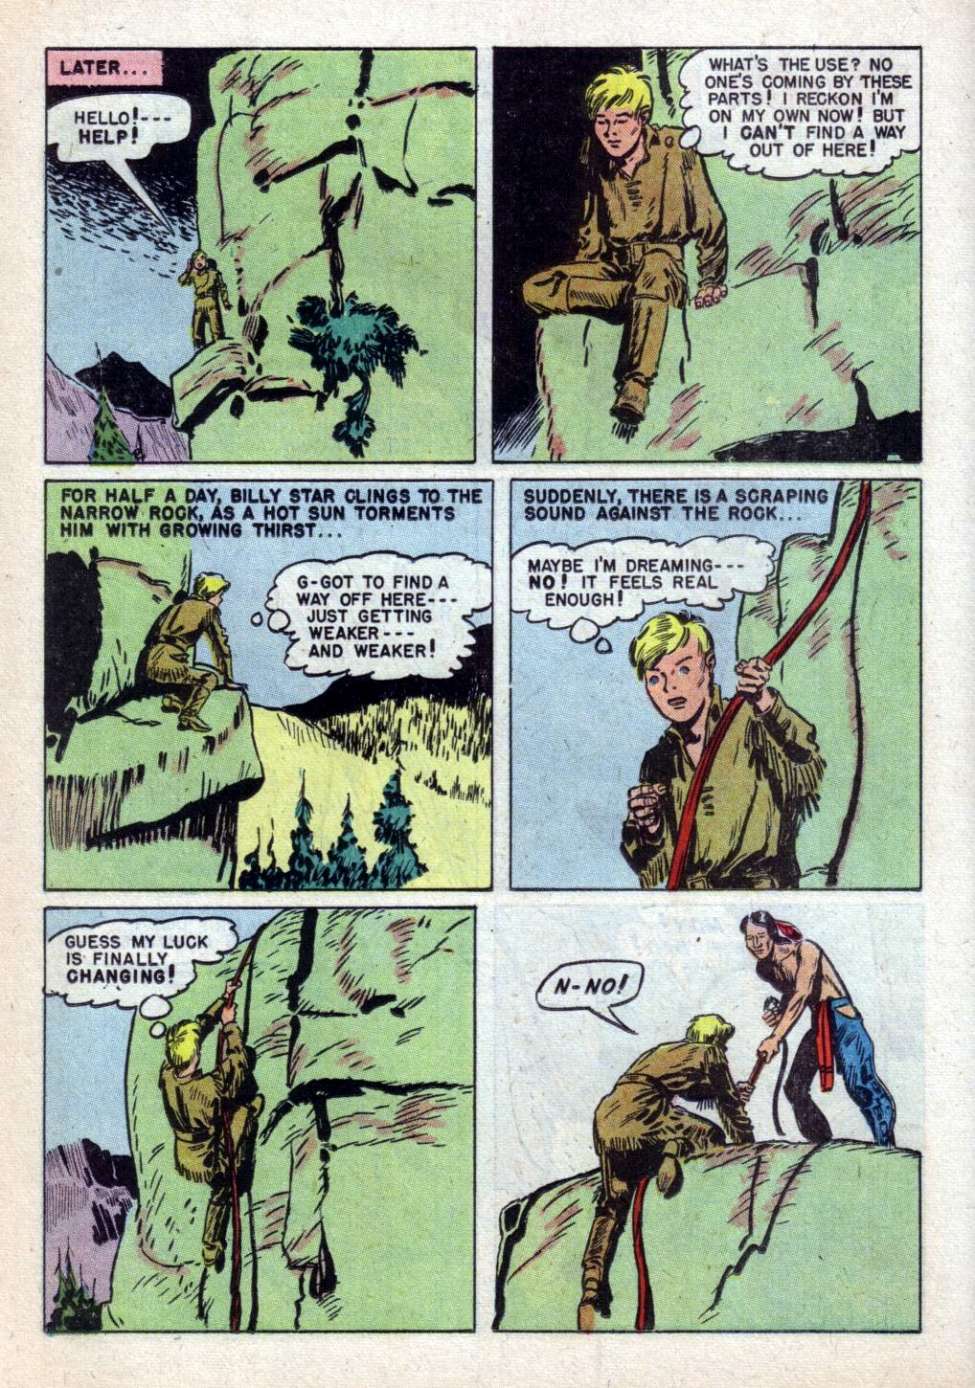 LATER...
HELLO!---
HELP!
WHAT'S THE USE? NO
ONE'S COMING BY THESE
PARTS! I RECKON I'M
ON MY OWN NOW! BUT
I CAN'T FIND A WAY
OUT OF HERE!
FOR HALF A DAY, BILLY STAR CLINGS TO THE
NARROW ROCK, AS A HOT SUN TORMENTS
HIM WITH GROWING THIRST...
G-GOT TO FIND A
WAY OFF HERE---
JUST GETTING
WEAKER---
AND WEAKER!
SUDDENLY, THERE IS A SCRAPING
SOUND AGAINST THE ROCK...
MAYBE I'M DREAMING---
NO! IT FEELS REAL
ENOUGH!
GUESS MY LUCK
IS FINALLY
CHANGING!
N-NO!